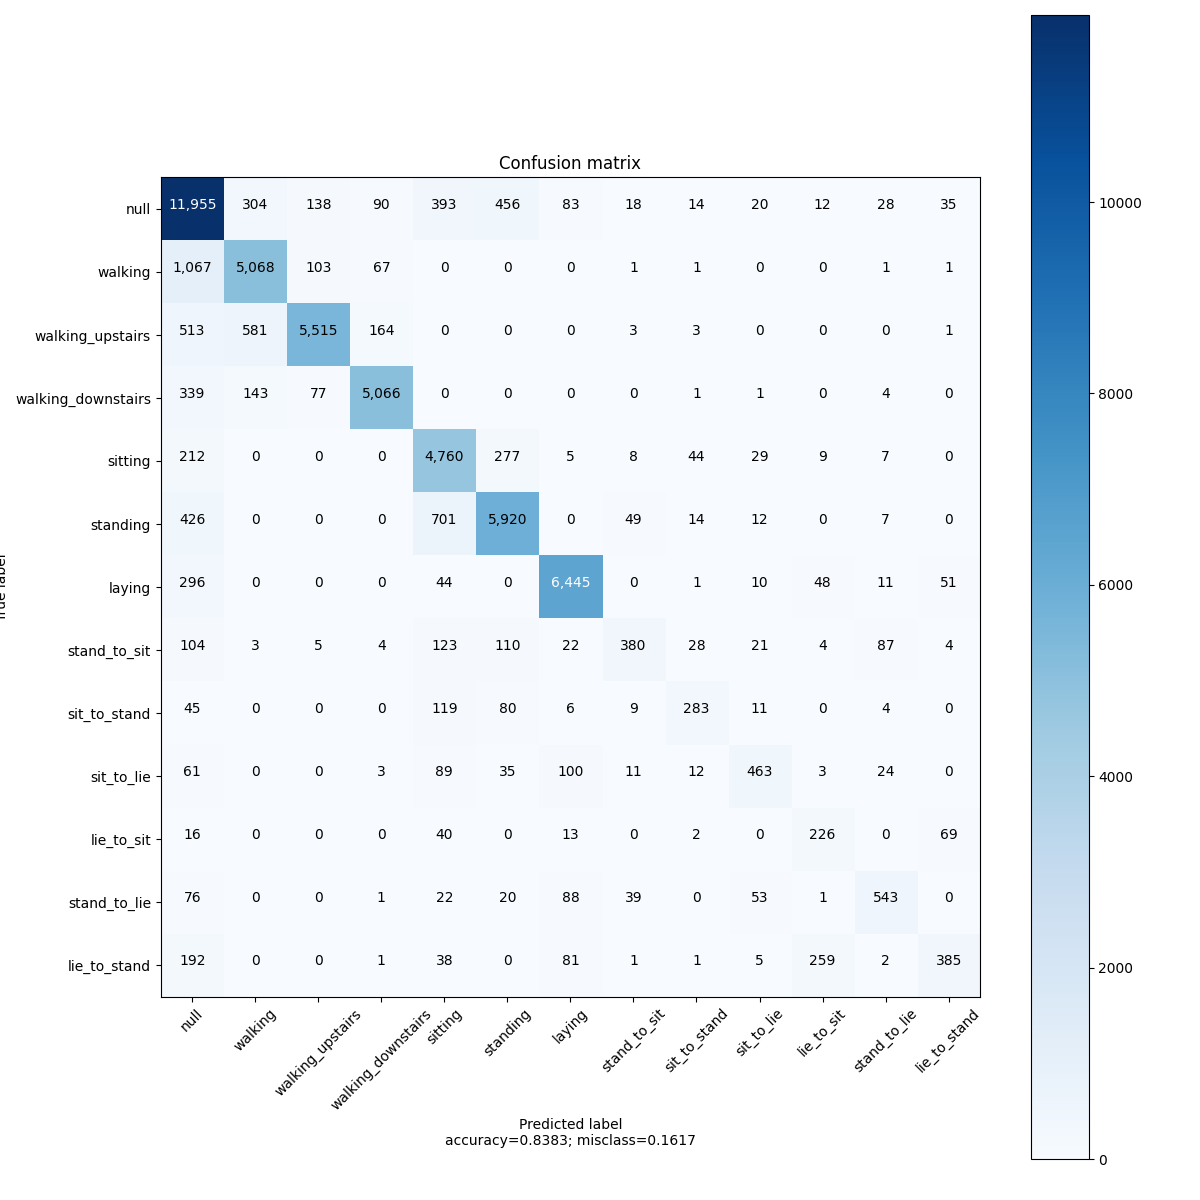 Confusion matrix
null 11,955 304 138 90 393 456 83 18 14 20 12 28 35
walking 1,067 5,068 103 67 0 0 0 1 1 0 0 1 1
walking_upstairs 513 581 5,515 164 0 0 0 3 3 0 0 0 1
walking_downstairs 339 143 77 5,066 0 0 0 0 1 1 0 4 0
sitting 212 0 0 0 4,760 277 5 8 44 29 9 7 0
standing 426 0 0 0 701 5,920 0 49 14 12 0 7 0
laying 296 0 0 0 44 0 6,445 0 1 10 48 11 51
stand_to_sit 104 3 5 4 123 110 22 380 28 21 4 87 4
sit_to_stand 45 0 0 0 119 80 6 9 283 11 0 4 0
sit_to_lie 61 0 0 3 89 35 100 11 12 463 3 24 0
lie_to_sit 16 0 0 0 40 0 13 0 2 0 226 0 69
stand_to_lie 76 0 0 1 22 20 88 39 0 53 1 543 0
lie_to_stand 192 0 0 1 38 0 81 1 1 5 259 2 385
null walking walking_upstairs walking_downstairs sitting standing laying stand_to_sit sit_to_stand sit_to_lie lie_to_sit stand_to_lie lie_to_stand
Predicted label
accuracy=0.8383; misclass=0.1617
label
10000
8000
6000
4000
2000
0